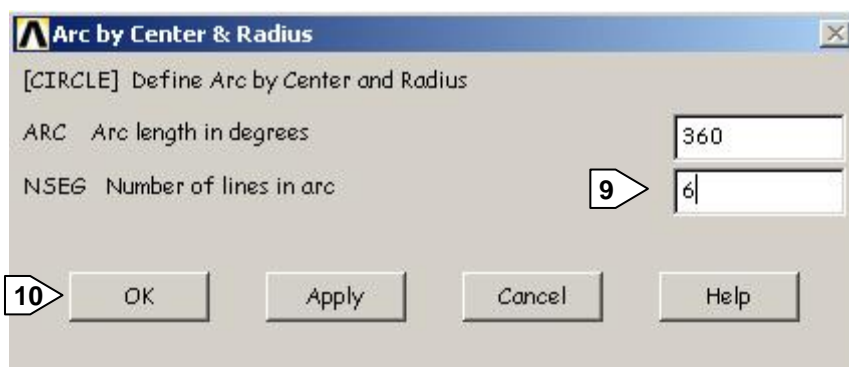 Arc by Center & Radius
[CIRCLE] Define Arc by Center and Radius
ARC Arc length in degrees 360
NSEG Number of lines in arc 9 6
10 OK Apply Cancel Help